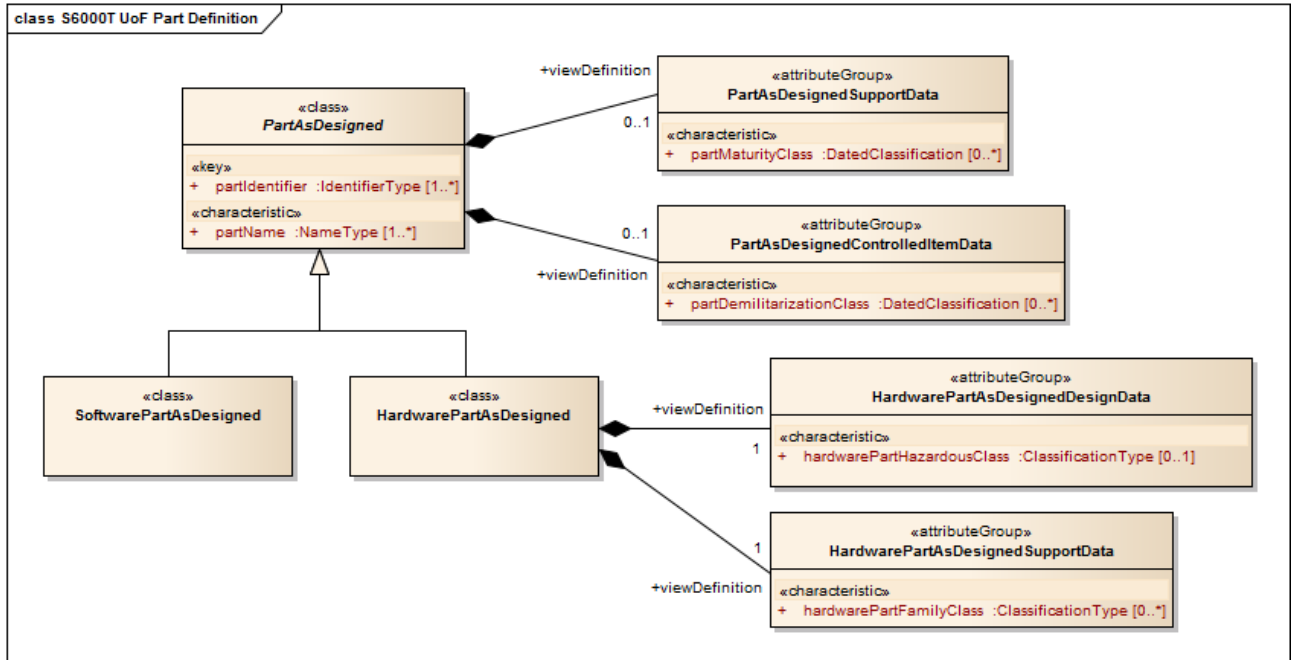 class S6000T UoF Part Definition
«class»
PartAsDesigned
«key»
+ partIdentifier :IdentifierType [1..*]
«characteristic»
+ partName :NameType [1..*]
+viewDefinition
0..1
«attributeGroup»
PartAsDesignedSupportData
«characteristic»
+ partMaturityClass :DatedClassification [0..*]
0..1
+viewDefinition
«attributeGroup»
PartAsDesignedControlledItemData
«characteristic»
+ partDemilitarizationClass :DatedClassification [0..*]
«class»
SoftwarePartAsDesigned
«class»
HardwarePartAsDesigned
+viewDefinition
1
«attributeGroup»
HardwarePartAsDesignedDesignData
«characteristic»
+ hardwarePartHazardousClass :ClassificationType [0..1]
1
+viewDefinition
«attributeGroup»
HardwarePartAsDesignedSupportData
«characteristic»
+ hardwarePartFamilyClass :ClassificationType [0..*]